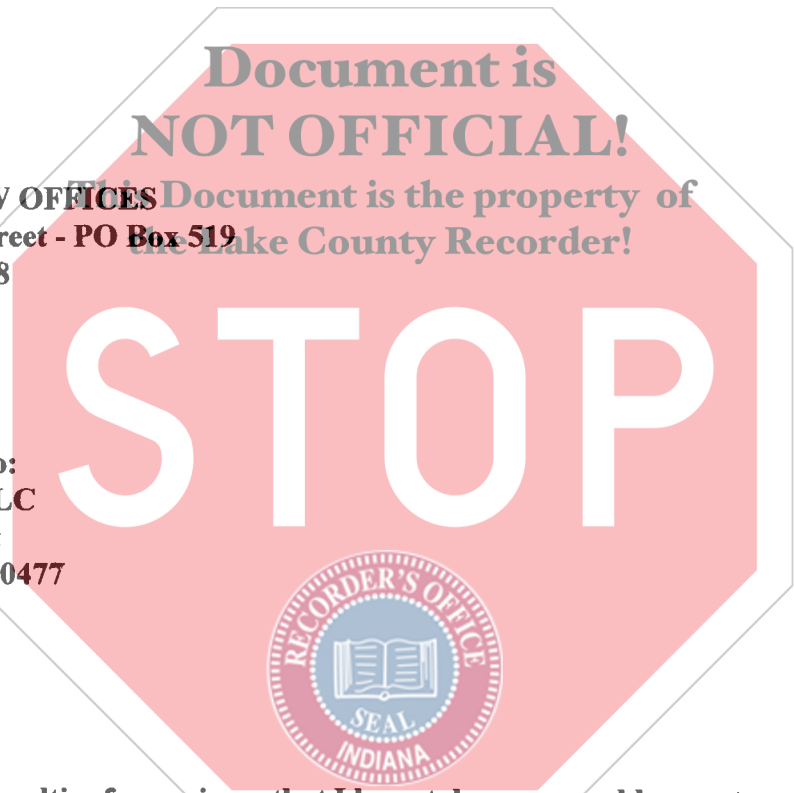 Document is
NOT OFFICIAL!
This Document is the property of
the Lake County Recorder!
OFFICES
reet - PO Box 519
8
STOP
o:
LC
0477
RECORDER'S OFFICE
SEAL
INDIANA